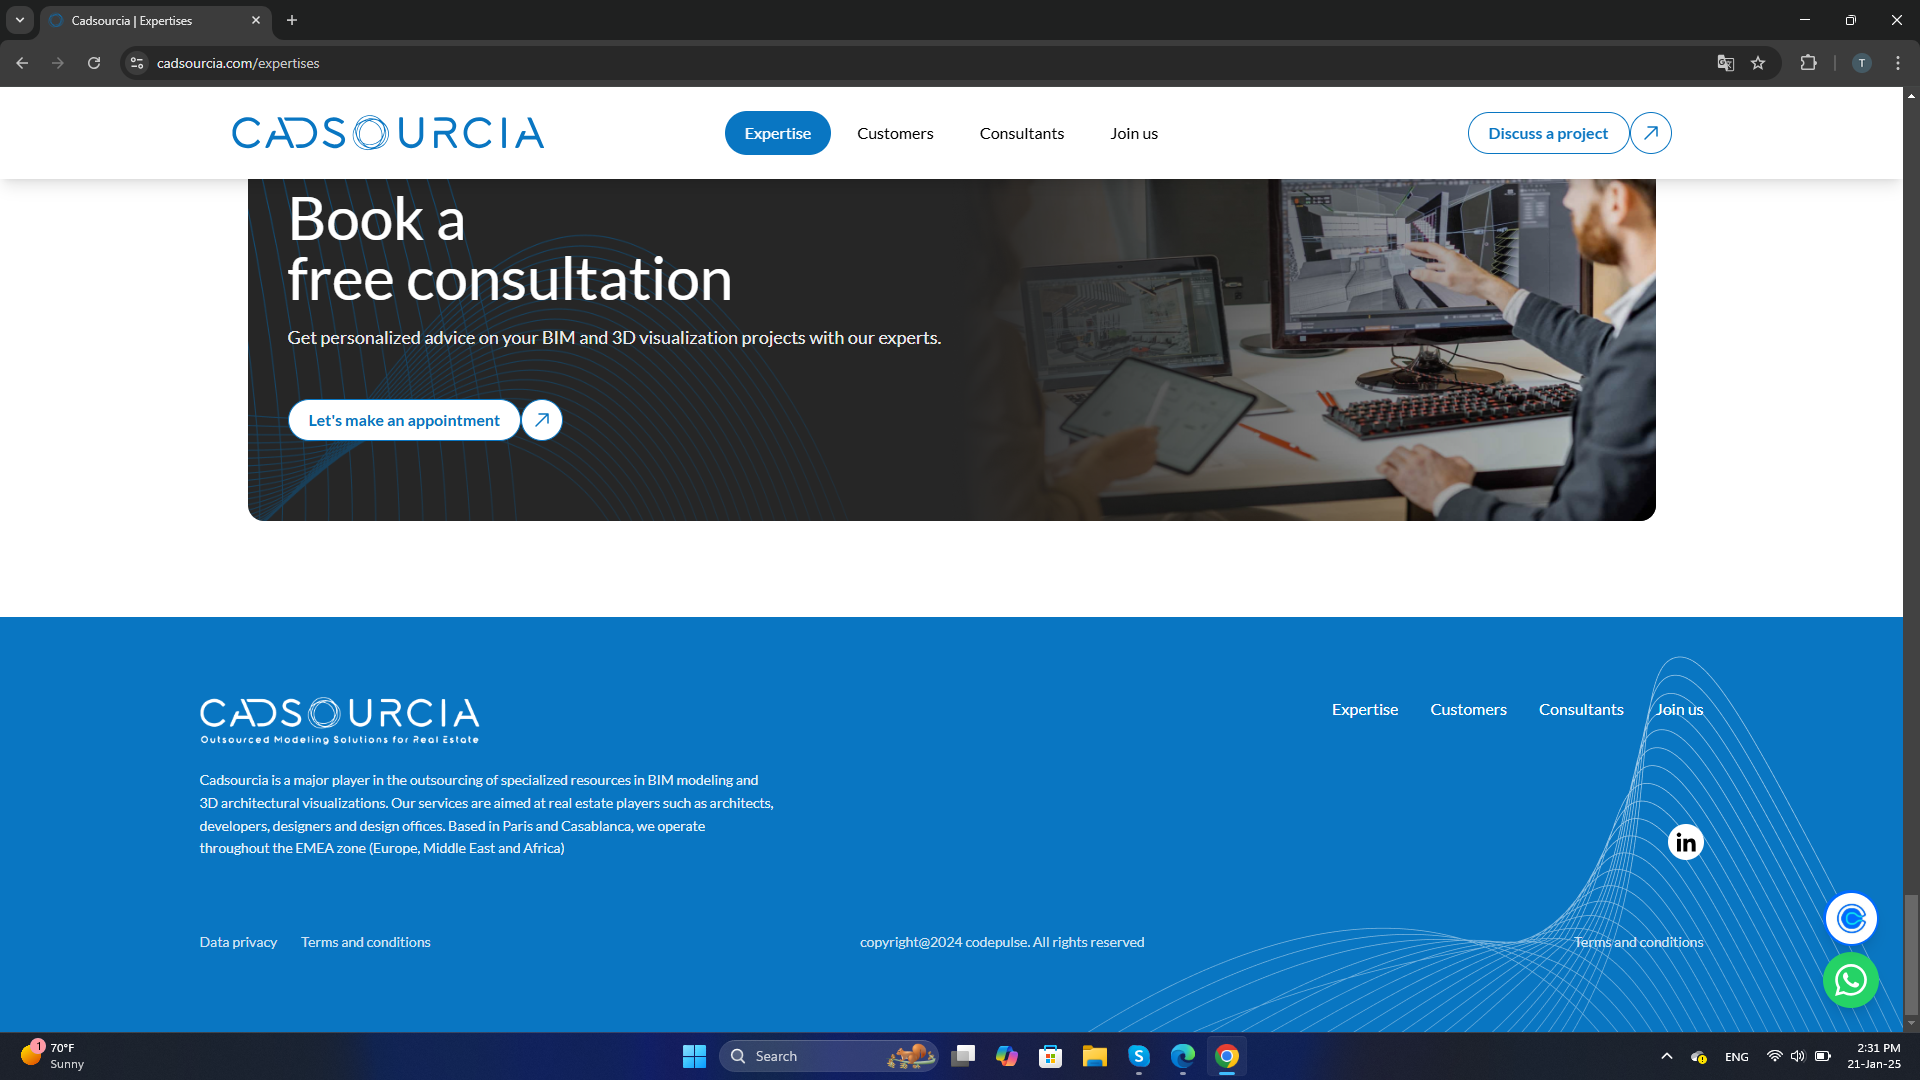 Cadsourcia | Expertises
cadsourcia.com/expertises
T
CADSOURCIA
Expertise
Customers
Consultants
Join us
Discuss a project
Book a
free consultation
Get personalized advice on your BIM and 3D visualization projects with our experts.
Let's make an appointment
CADSOURCIA
Outsourced Modeling Solutions for Real Estate
Expertise
Customers
Consultants
Join us
Cadsourcia is a major player in the outsourcing of specialized resources in BIM modeling and
3D architectural visualizations. Our services are aimed at real estate players such as architects,
developers, designers and design offices. Based in Paris and Casablanca, we operate
throughout the EMEA zone (Europe, Middle East and Africa)
in
Data privacy
Terms and conditions
copyright@2024 codepulse. All rights reserved
Terms and conditions
1
70°F
Sunny
Search
S
ENG
2:31 PM
21-Jan-25